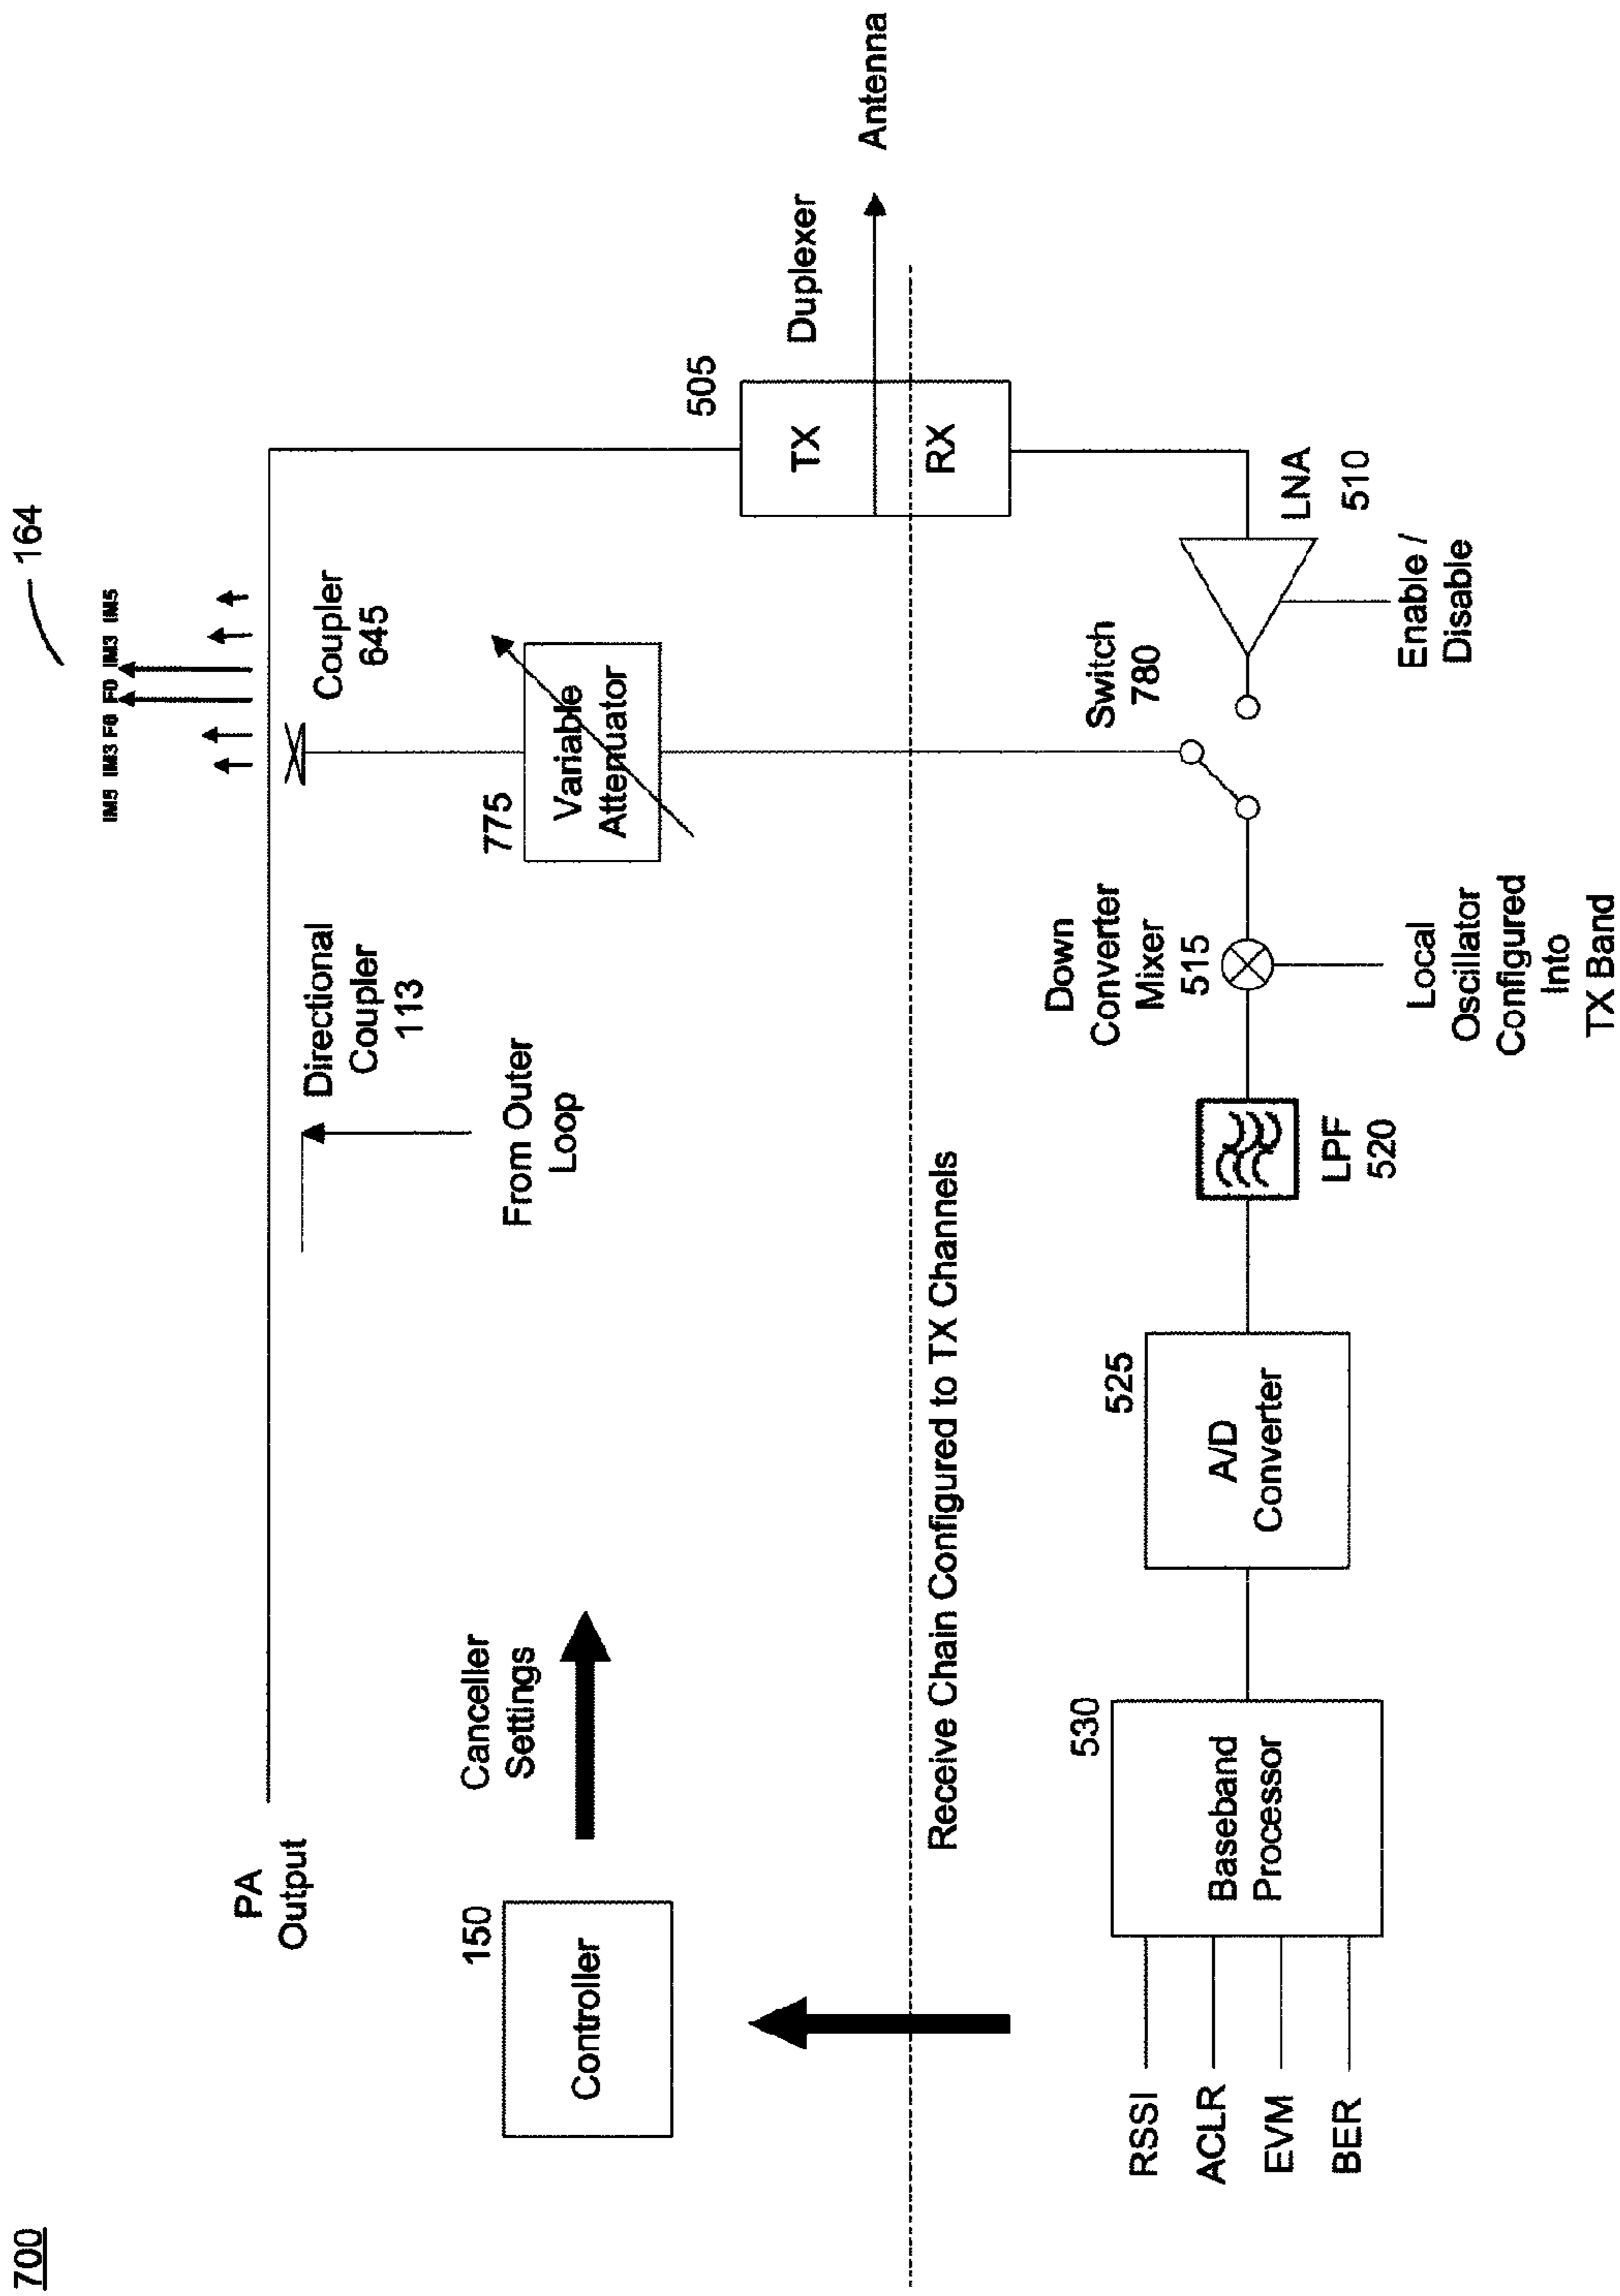 700
164
IM5 IM3 F0 F0 IM3 IM5
PA
Output
Directional
Coupler
113
From Outer
Loop
Coupler
645
775
Variable
Attenuator
505
TX
RX
Duplexer
Antenna
150
Controller
Canceller
Settings
Receive Chain Configured to TX Channels
Switch
780
LNA
510
Enable /
Disable
Down
Converter
Mixer
515
Local
Oscillator
Configured
Into
TX Band
LPF
520
525
A/D
Converter
530
Baseband
Processor
RSSI
ACLR
EVM
BER